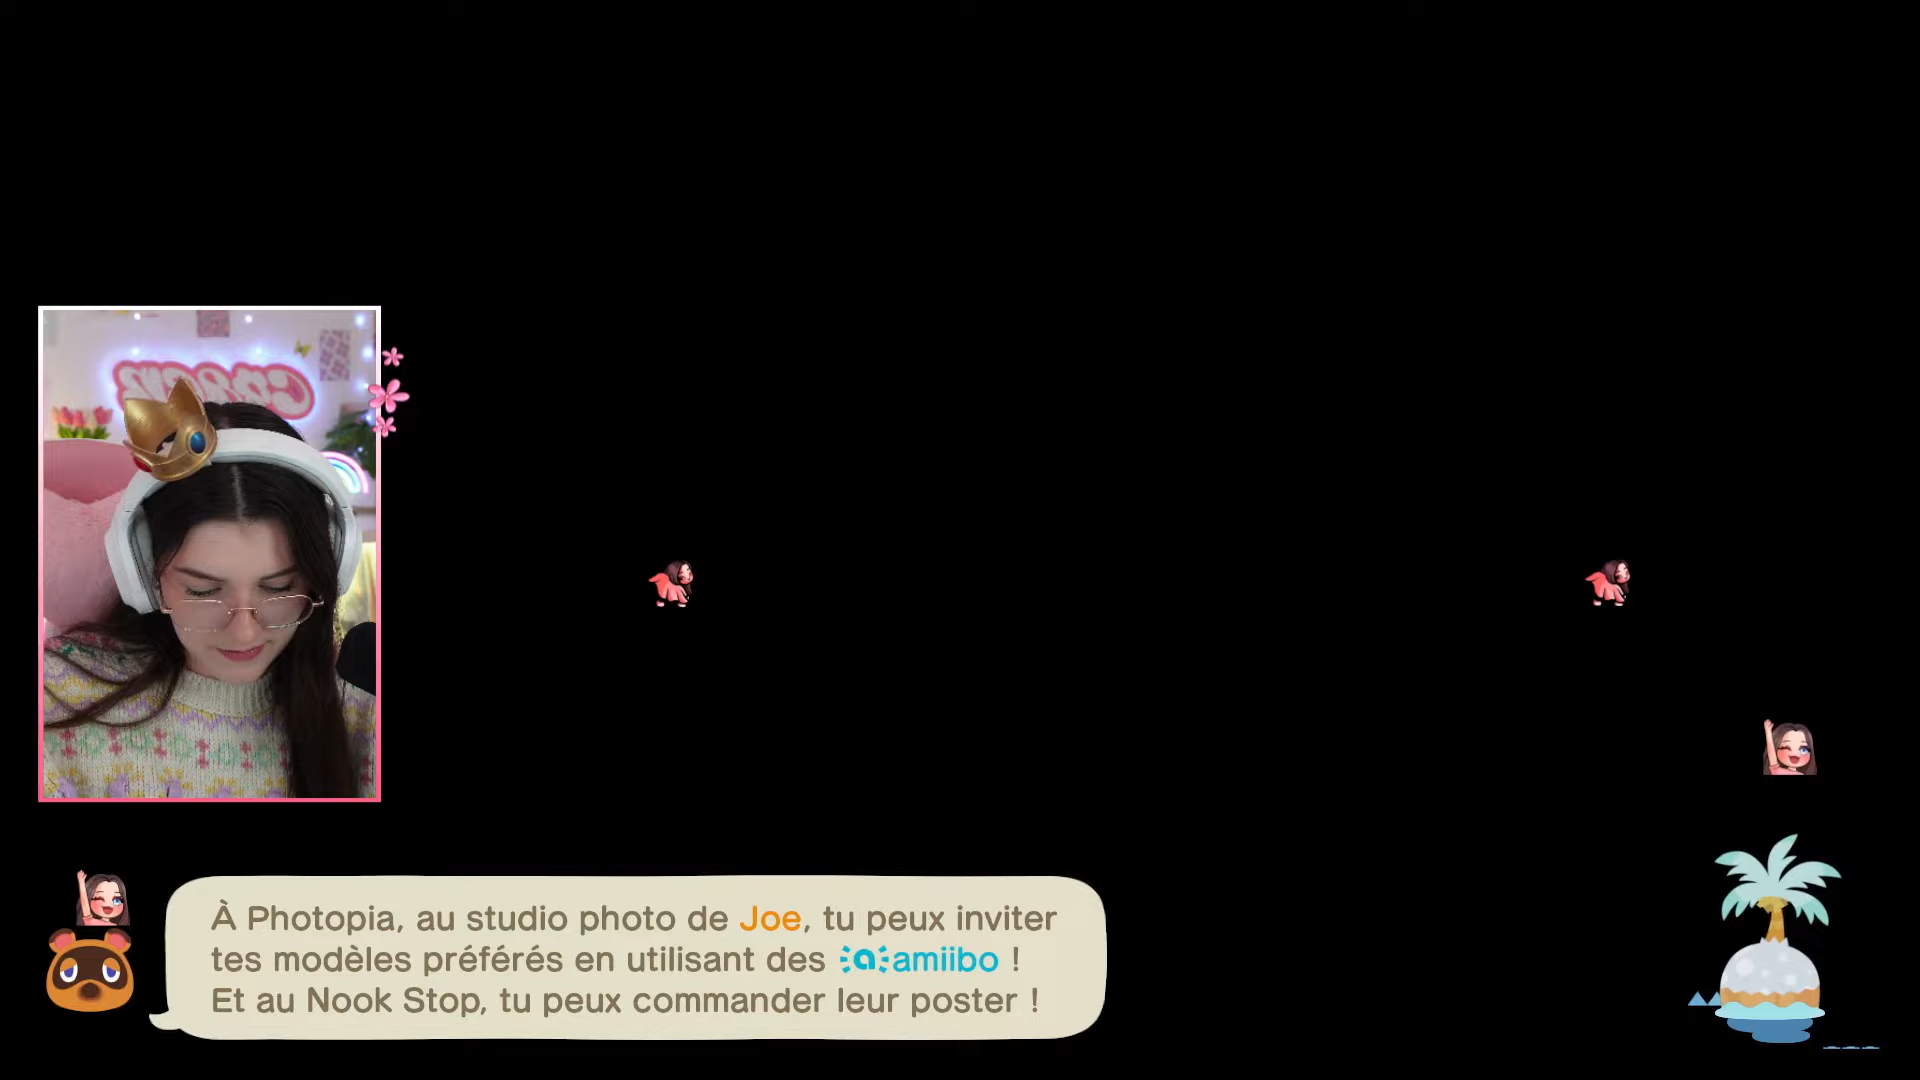 À Photopia, au studio photo de Joe, tu peux inviter
tes modèles préférés en utilisant des amiibo !
Et au Nook Stop, tu peux commander leur poster !